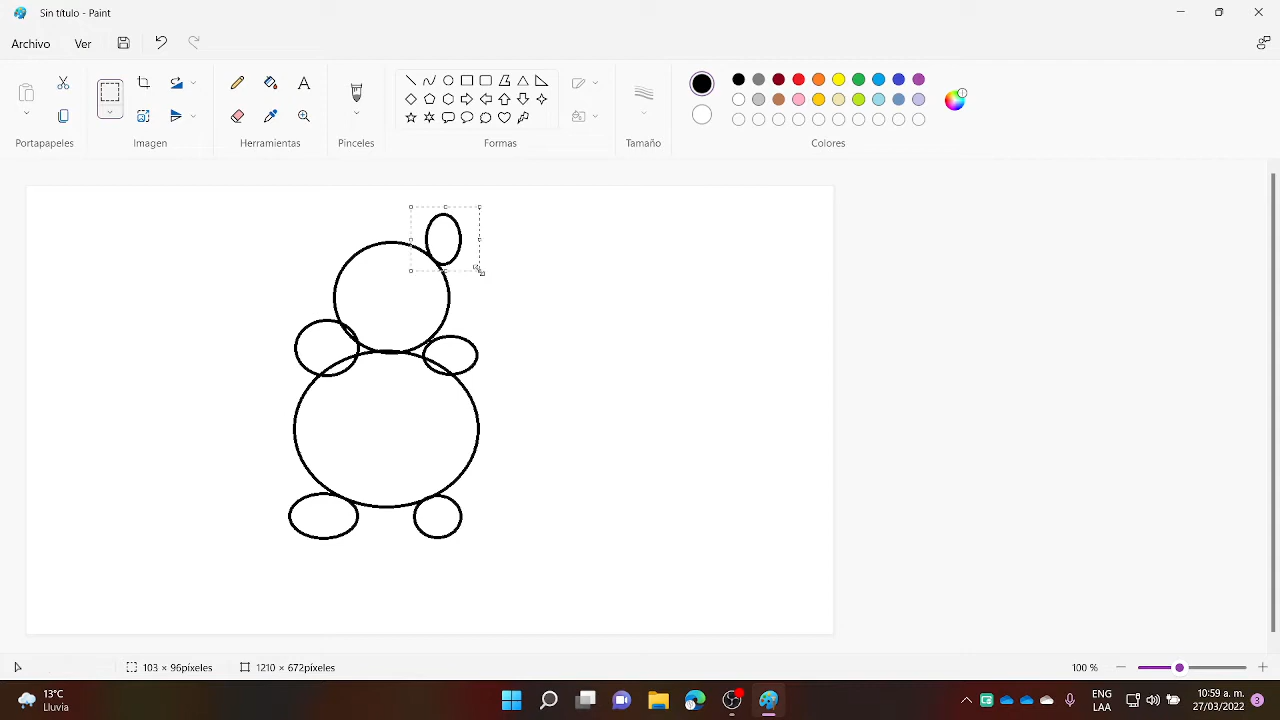 Sin título - Paint
Archivo Ver
Portapapeles Imagen Herramientas Pinceles Formas Tamaño Colores
A
103 × 96píxeles 1210 × 672píxeles 100 %
13°C
Lluvia
ENG
LAA
10:59 a. m.
27/03/2022
3